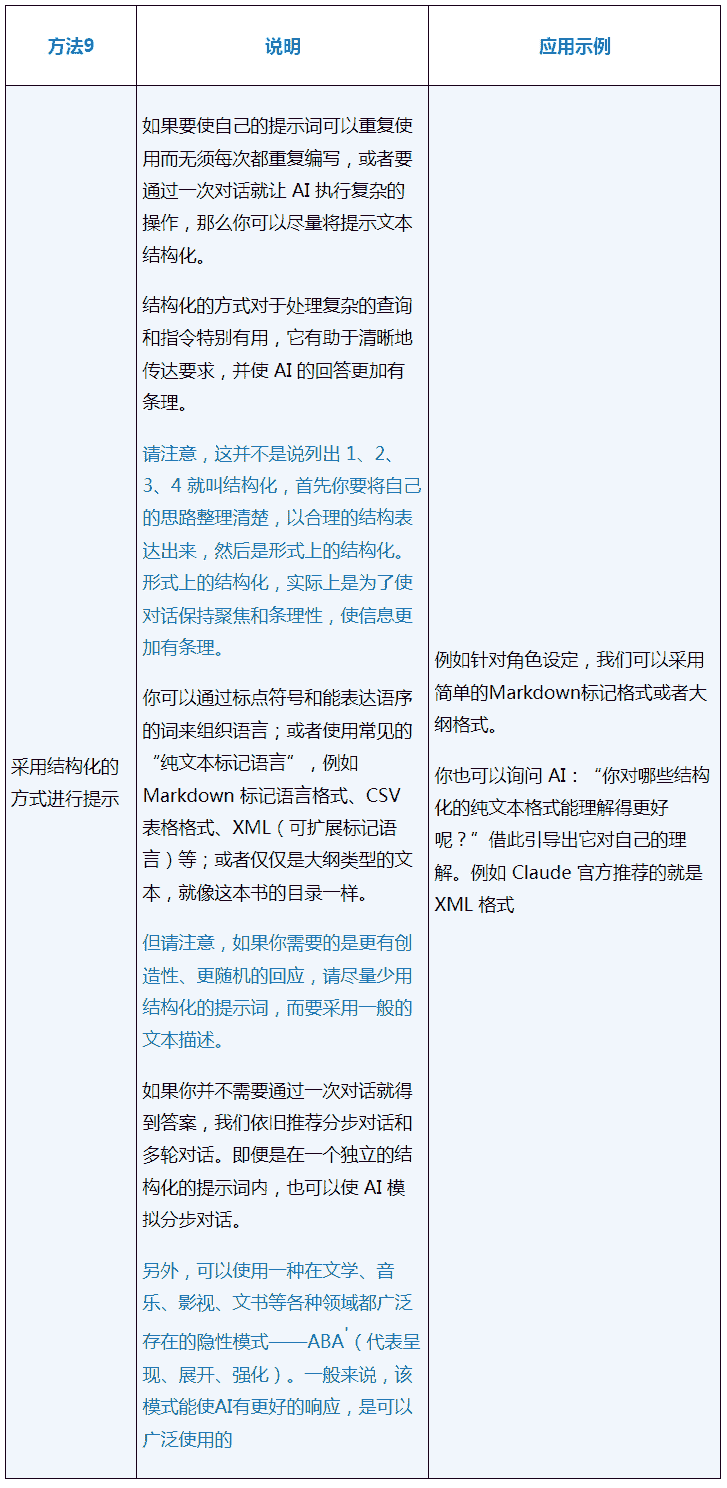 方法9
说明
应用示例
采用结构化的
方式进行提示
如果要使自己的提示词可以重复使
用而无须每次都重复编写，或者要
通过一次对话就让 AI 执行复杂的
操作，那么你可以尽量将提示文本
结构化。
结构化的方式对于处理复杂的查询
和指令特别有用，它有助于清晰地
传达要求，并使 AI 的回答更加有
条理。
请注意，这并不是说列出 1、2、
3、4 就叫结构化，首先你要将自己
的思路整理清楚，以合理的结构表
达出来，然后是形式上的结构化。
形式上的结构化，实际上是为了使
对话保持聚焦和条理性，使信息更
加有条理。
你可以通过标点符号和能表达语序
的词来组织语言；或者使用常见的
“纯文本标记语言”，例如
Markdown 标记语言格式、CSV
表格格式、XML（可扩展标记语
言）等；或者仅仅是大纲类型的文
本，就像这本书的目录一样。
但请注意，如果你需要的是更有创
造性、更随机的回应，请尽量少用
结构化的提示词，而要采用一般的
文本描述。
如果你并不需要通过一次对话就得
到答案，我们依旧推荐分步对话和
多轮对话。即便是在一个独立的结
构化的提示词内，也可以使 AI 模
拟分步对话。
另外，可以使用一种在文学、音
乐、影视、文书等各种领域都广泛
存在的隐性模式——ABA'（代表呈
现、展开、强化）。一般来说，该
模式能使AI有更好的响应，是可以
广泛使用的
例如针对角色设定，我们可以采用
简单的Markdown标记格式或者大
纲格式。
你也可以询问 AI：“你对哪些结构
化的纯文本格式能理解得更好
呢？”借此引导出它对自己的理
解。例如 Claude 官方推荐的就是
XML 格式